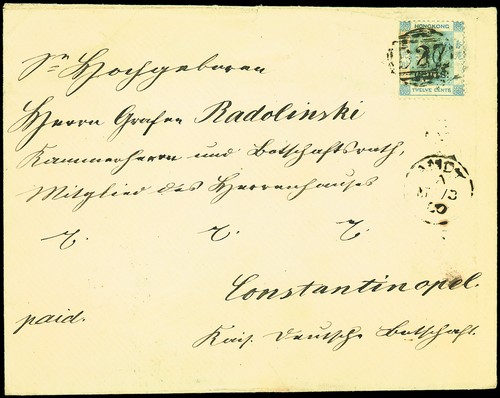 HONGKONG
CENTS
TWELVE CENTS
Sr. Hochgeboren
Herrn Grafen Radolinski
Kammerherrn und Botschaftsrath,
Mitglied des Herrenhauses
Constantinopel.
paid.
Kais. Deutsche Botschaft.